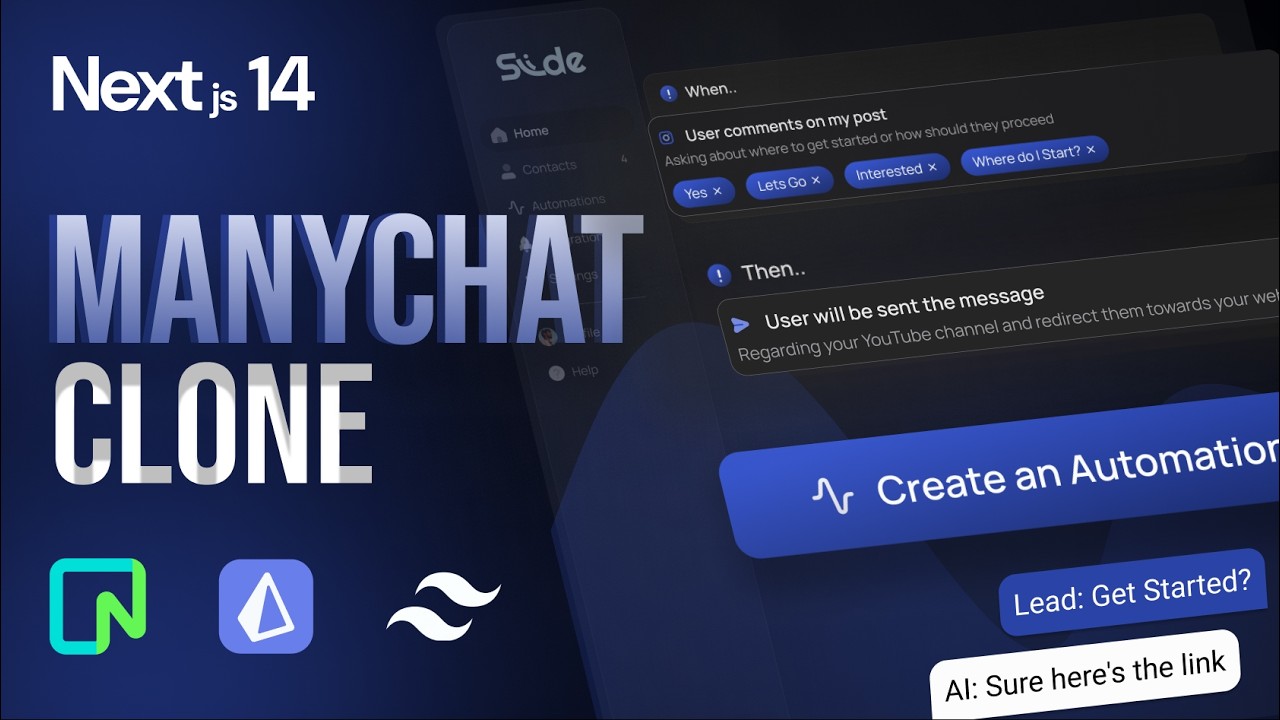 Next js 14
MANYCHAT
CLONE
Slide
Home
Contacts 4
Automations
Help
When..
User comments on my post
Asking about where to get started or how should they proceed
Yes ×
Lets Go ×
Interested ×
Where do I Start? ×
Then..
User will be sent the message
Regarding your YouTube channel and redirect them towards your
Create an Automation
Lead: Get Started?
AI: Sure here's the link